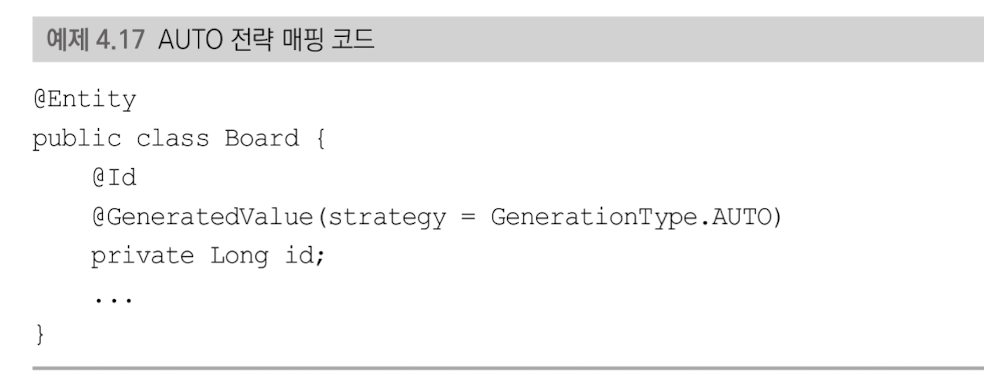 예제 4.17 AUTO 전략 매핑 코드
@Entity
public class Board {
    @Id
    @GeneratedValue(strategy = GenerationType.AUTO)
    private Long id;
    ...
}